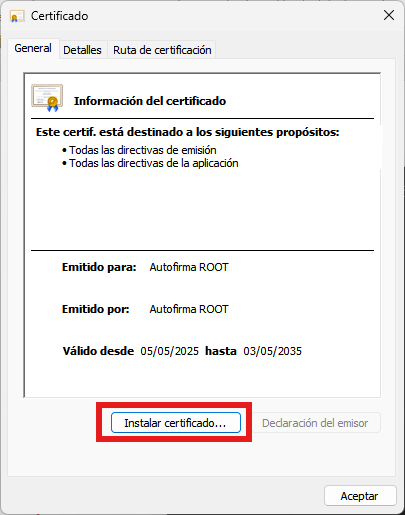 Certificado
General Detalles Ruta de certificación
Información del certificado
Este certif. está destinado a los siguientes propósitos:
• Todas las directivas de emisión
• Todas las directivas de la aplicación
Emitido para: Autofirma ROOT
Emitido por: Autofirma ROOT
Válido desde 05/05/2025 hasta 03/05/2035
Instalar certificado... Declaración del emisor
Aceptar